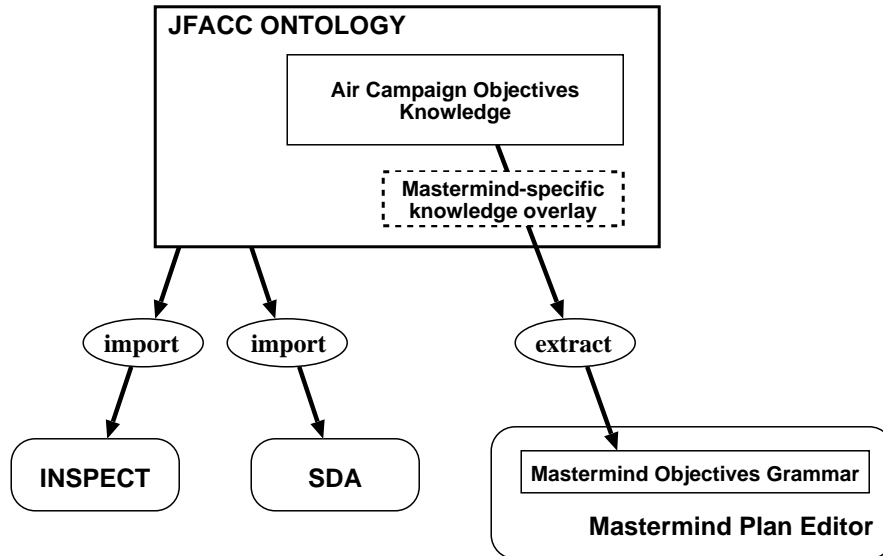 JFACC ONTOLOGY
Air Campaign Objectives
Knowledge
Mastermind-specific
knowledge overlay
import
import
extract
INSPECT
SDA
Mastermind Objectives Grammar
Mastermind Plan Editor